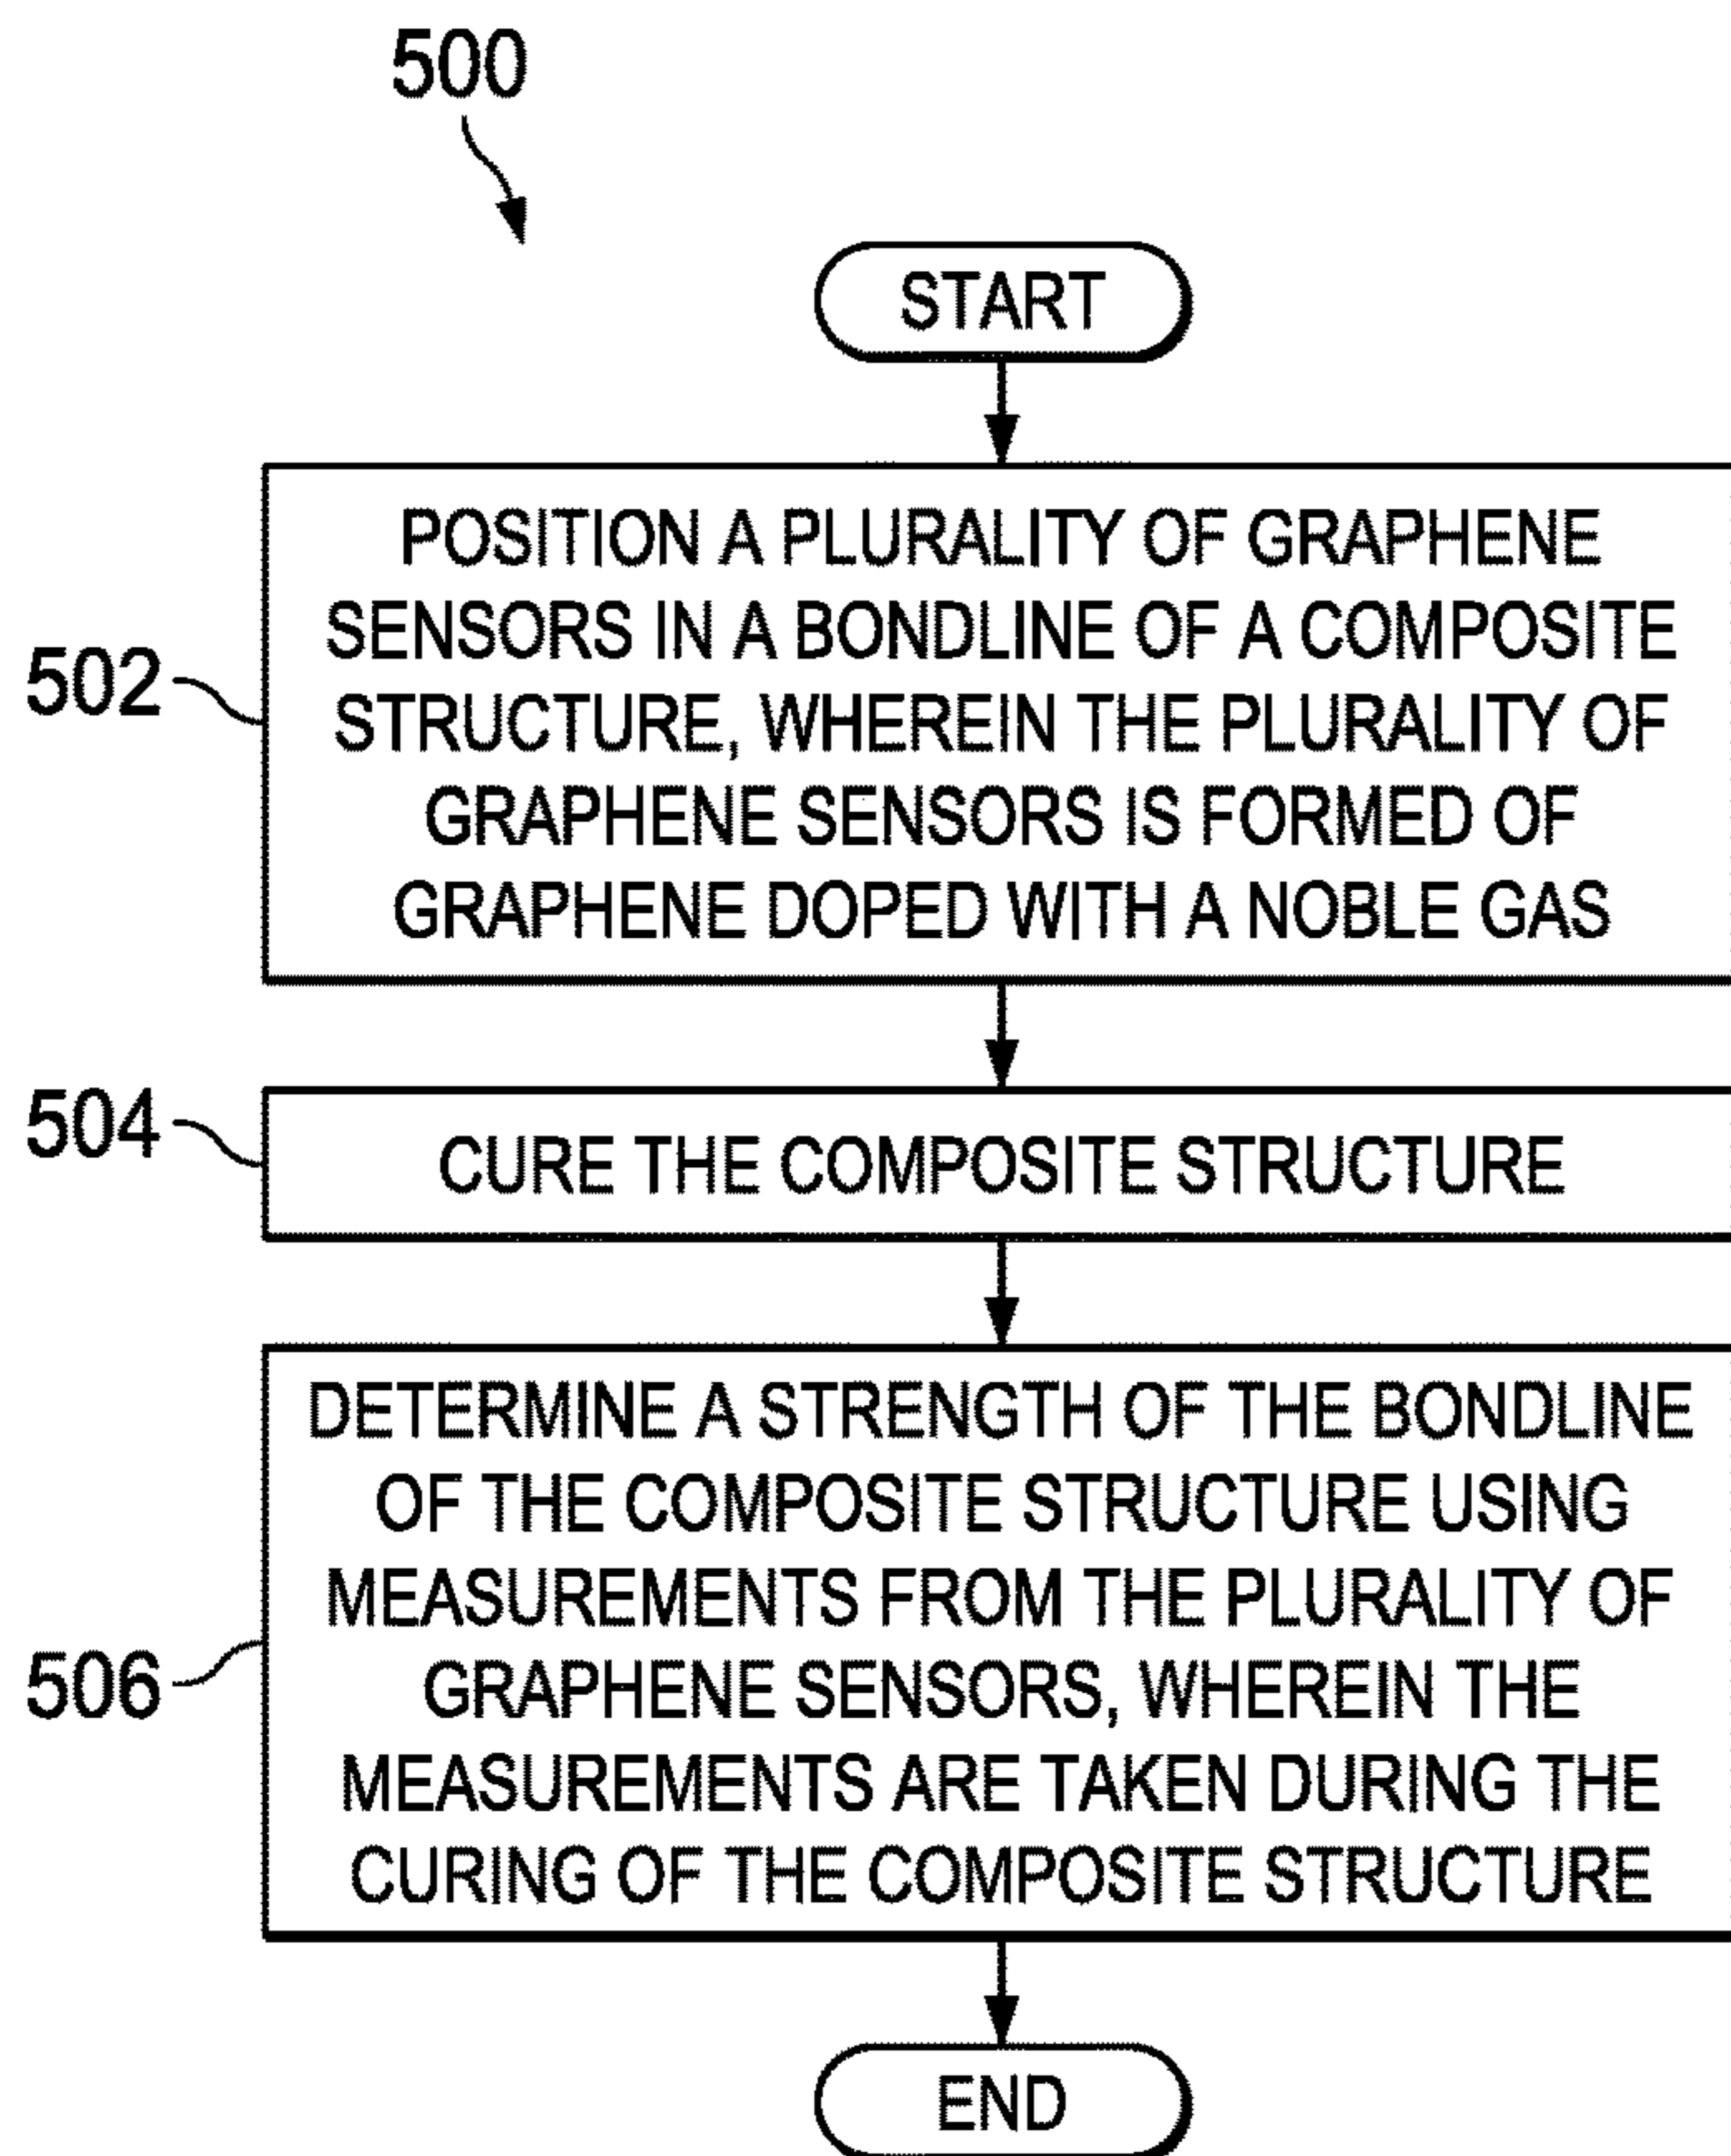 500
START
502
POSITION A PLURALITY OF GRAPHENE
SENSORS IN A BONDLINE OF A COMPOSITE
STRUCTURE, WHEREIN THE PLURALITY OF
GRAPHENE SENSORS IS FORMED OF
GRAPHENE DOPED WITH A NOBLE GAS
504
CURE THE COMPOSITE STRUCTURE
506
DETERMINE A STRENGTH OF THE BONDLINE
OF THE COMPOSITE STRUCTURE USING
MEASUREMENTS FROM THE PLURALITY OF
GRAPHENE SENSORS, WHEREIN THE
MEASUREMENTS ARE TAKEN DURING THE
CURING OF THE COMPOSITE STRUCTURE
END